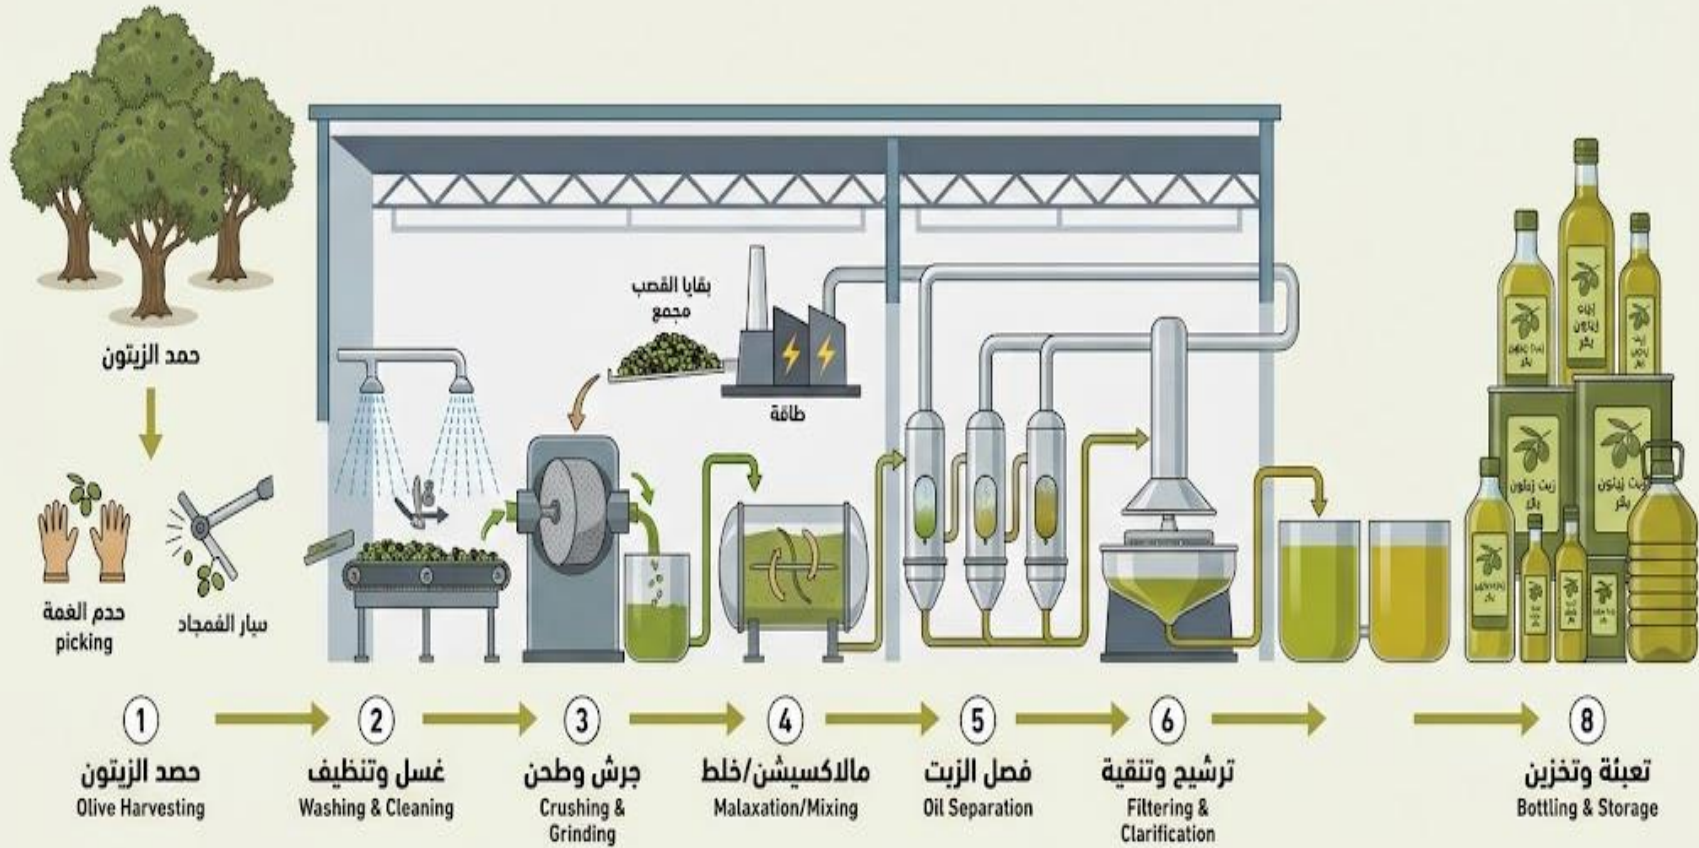 حمد الزيتون
حدم الغمة
picking
سبار الغمجاد
بقايا القصب
مجمع
طاقة
1
حصد الزيتون
Olive Harvesting
2
غسل وتنظيف
Washing & Cleaning
3
جرش وطحن
Crushing &
Grinding
4
مالاكسيشن/خلط
Malaxation/Mixing
5
فصل الزيت
Oil Separation
6
ترشيح وتنقية
Filtering &
Clarification
8
تعبئة وتخزين
Bottling & Storage